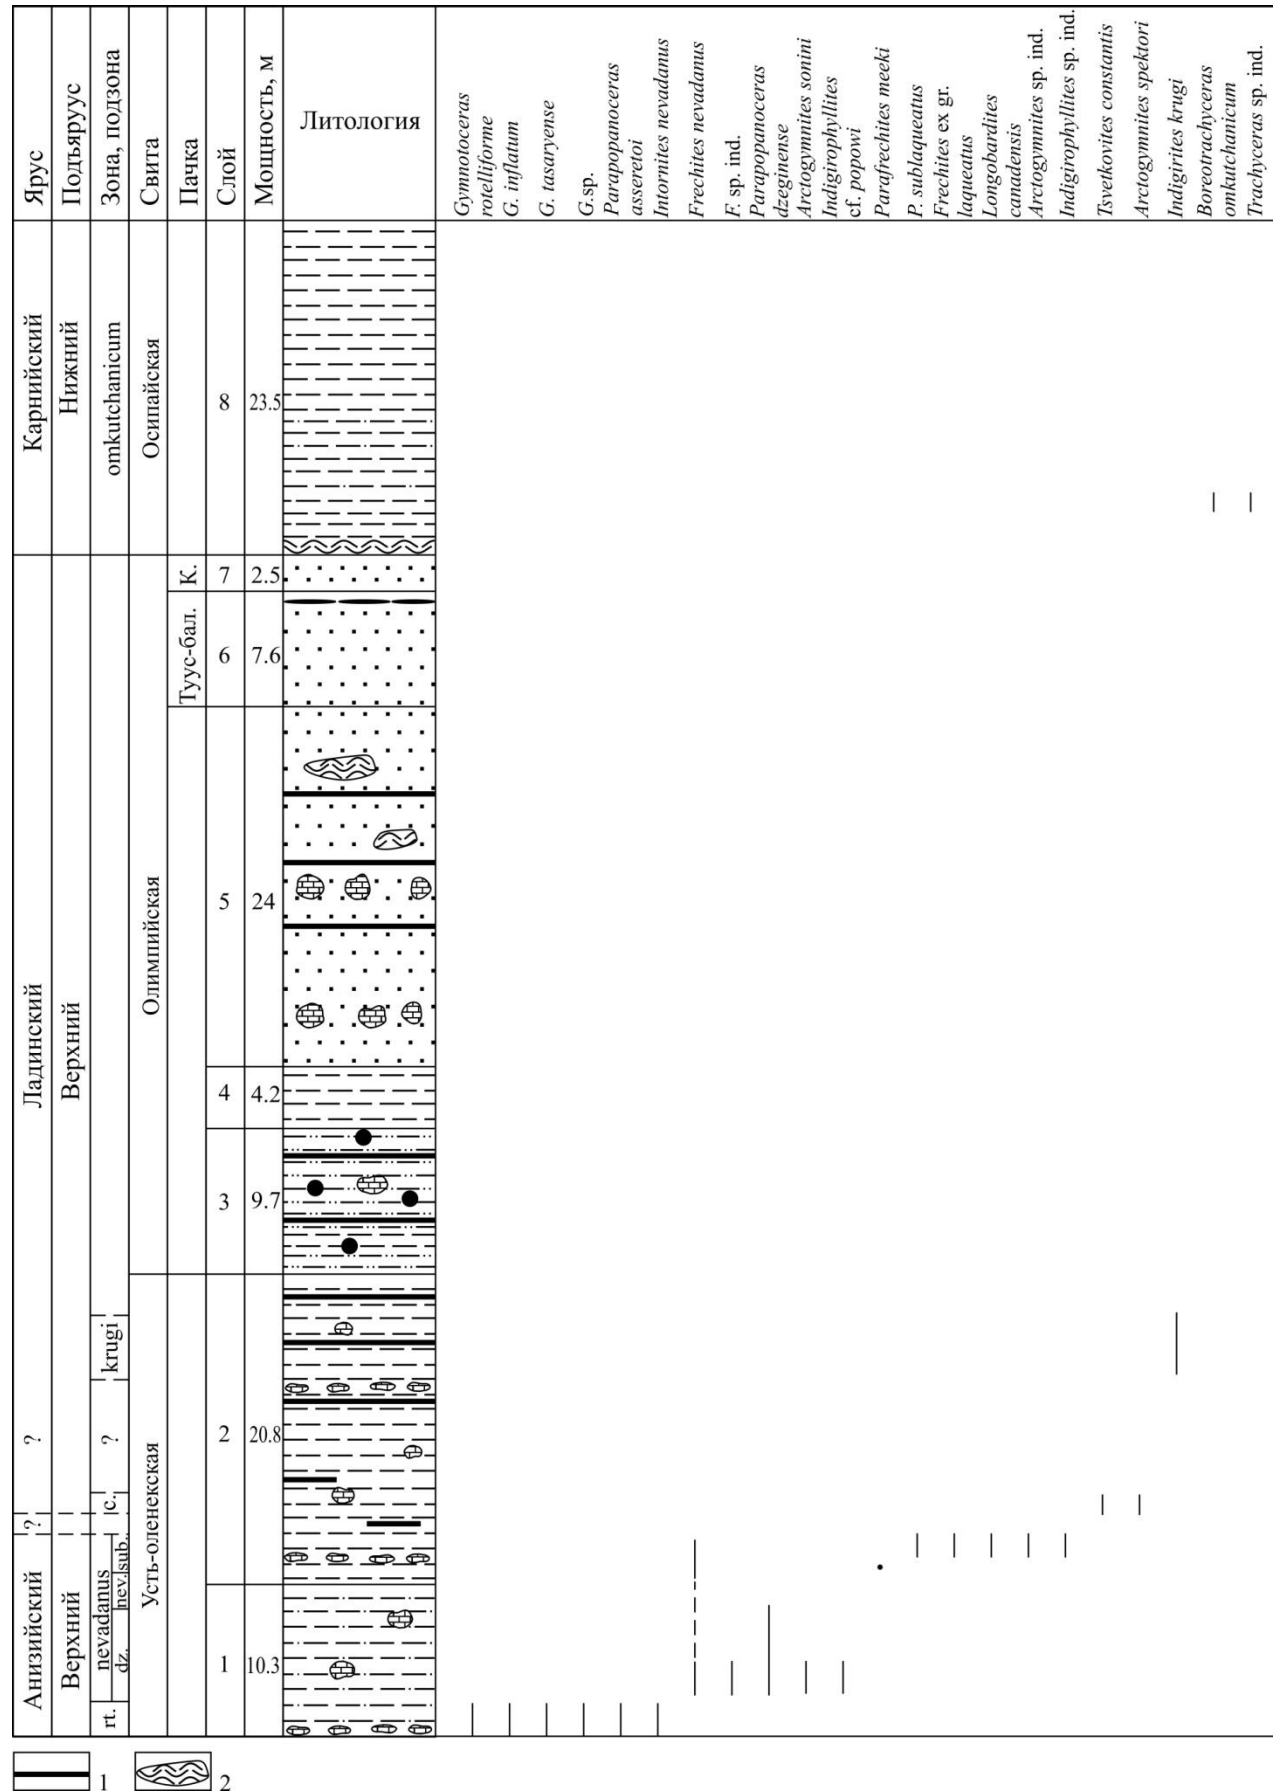 Ярус
Подъярус
Зона, подзона
Свита
Пачка
Слой
Мощность, м
Литология
Gymnotoceras
rotelliforme
G. inflatum
G. tasaryense
G.sp.
Parapopanoceras
asseretoi
Intornites nevadanus
Frechites nevadanus
F. sp. ind.
Parapopanoceras
dzeginense
Arctogymnites sonini
Indigirophyllites
cf. popowi
Parafrechites meeki
P. sublaqueatus
Frechites ex gr.
laqueatus
Longobardites
canadensis
Arctogymnites sp. ind.
Indigirophyllites sp. ind.
Tsvetkovites constantis
Arctogymnites spektori
Indigirites krugi
Boreotrachyceras
omkutchanicum
Trachyceras sp. ind.
Карнийский
Нижний
omkutchanicum
Осипайская
8
23.5
К.
7
2.5
Туус-бал.
6
7.6
Ладинский
Верхний
Олимпийская
5
24
4
4.2
3
9.7
krugi
?
?
2
20.8
c.
?
Усть-оленекская
Анизийский
Верхний
nevadanus
sub.
nev.
dz.
1
10.3
rt.
1
2